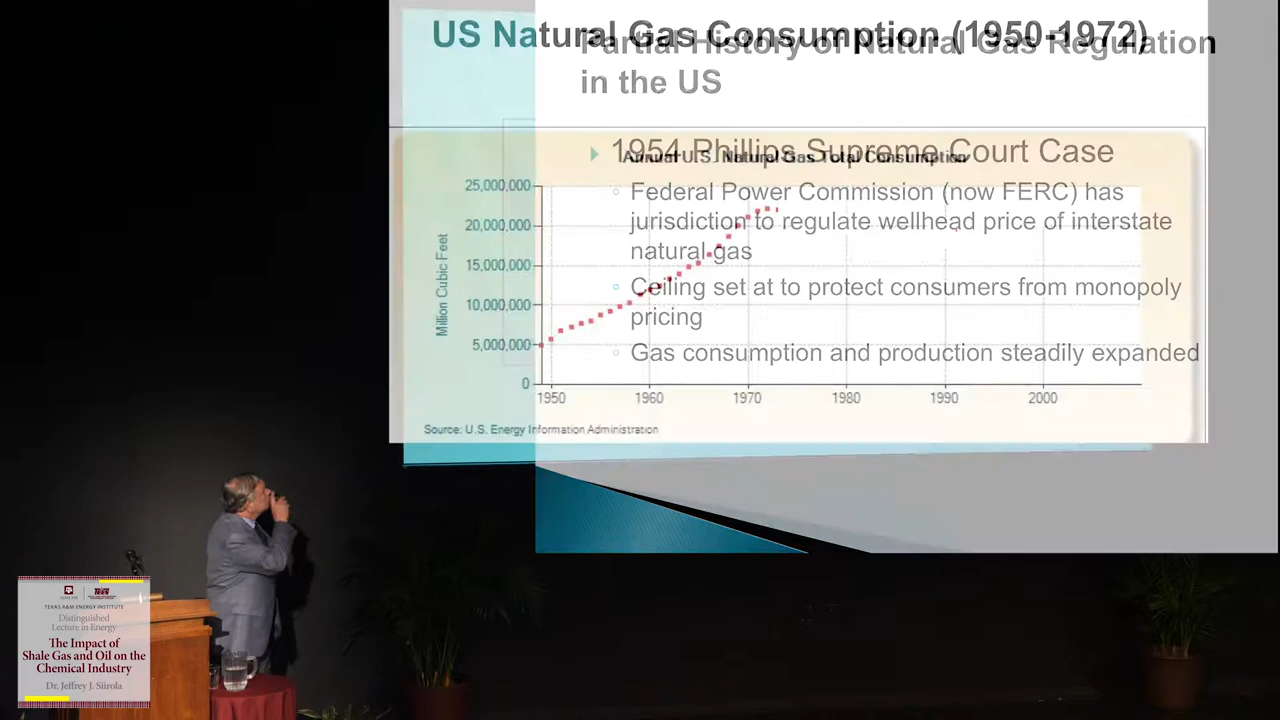 US Natural Gas Consumption (1950-1972)
Partial History of Natural Gas Regulation
in the US
1954 Phillips Supreme Court Case
Annual U.S. Natural Gas Total Consumption
Federal Power Commission (now FERC) has
jurisdiction to regulate wellhead price of interstate
natural gas
Ceiling set at to protect consumers from monopoly
pricing
Gas consumption and production steadily expanded
Million Cubic Feet
25,000,000
20,000,000
15,000,000
10,000,000
5,000,000
0
1950 1960 1970 1980 1990 2000
Source: U.S. Energy Information Administration
TEXAS A&M ENERGY INSTITUTE
Distinguished
Lecture in Energy
The Impact of
Shale Gas and Oil on the
Chemical Industry
Dr. Jeffrey J. Siirola